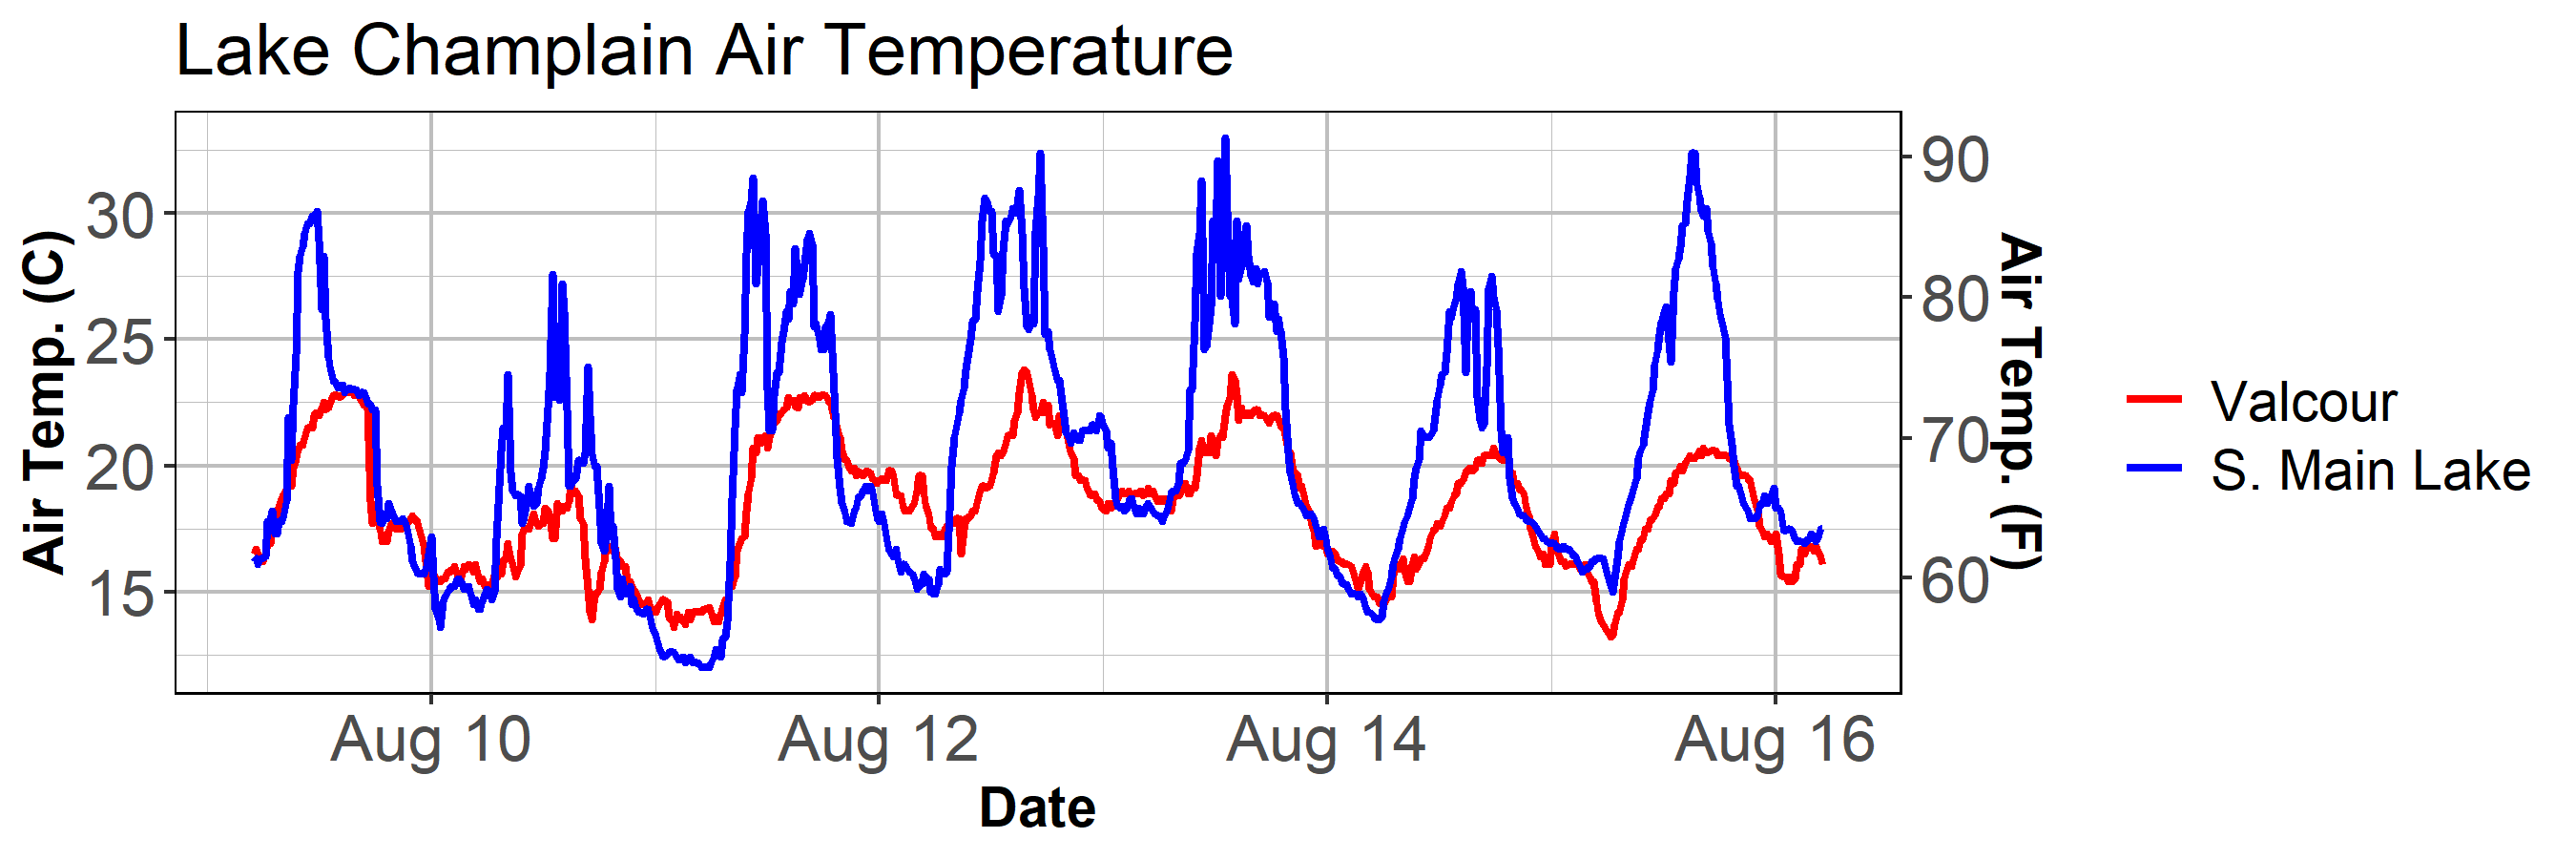 Lake Champlain Air Temperature
Air Temp. (C)
30
25
20
15
90
80
70
60
Air Temp. (F)
Aug 10
Aug 12
Aug 14
Aug 16
Date
Valcour
S. Main Lake